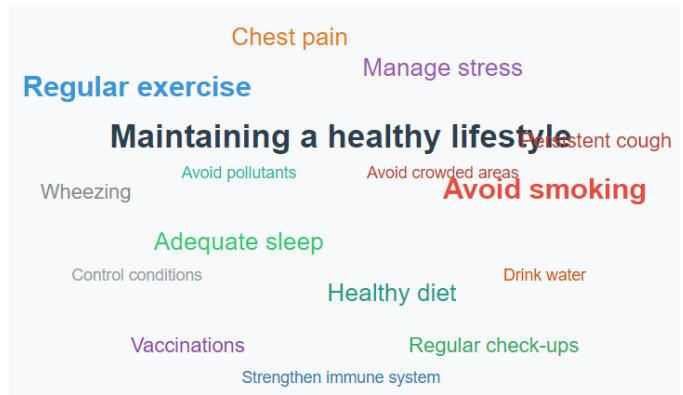 Chest pain
Manage stress
Regular exercise
Maintaining a healthy lifestyle
Persistent cough
Avoid pollutants
Avoid crowded areas
Wheezing
Avoid smoking
Adequate sleep
Control conditions
Drink water
Healthy diet
Vaccinations
Regular check-ups
Strengthen immune system